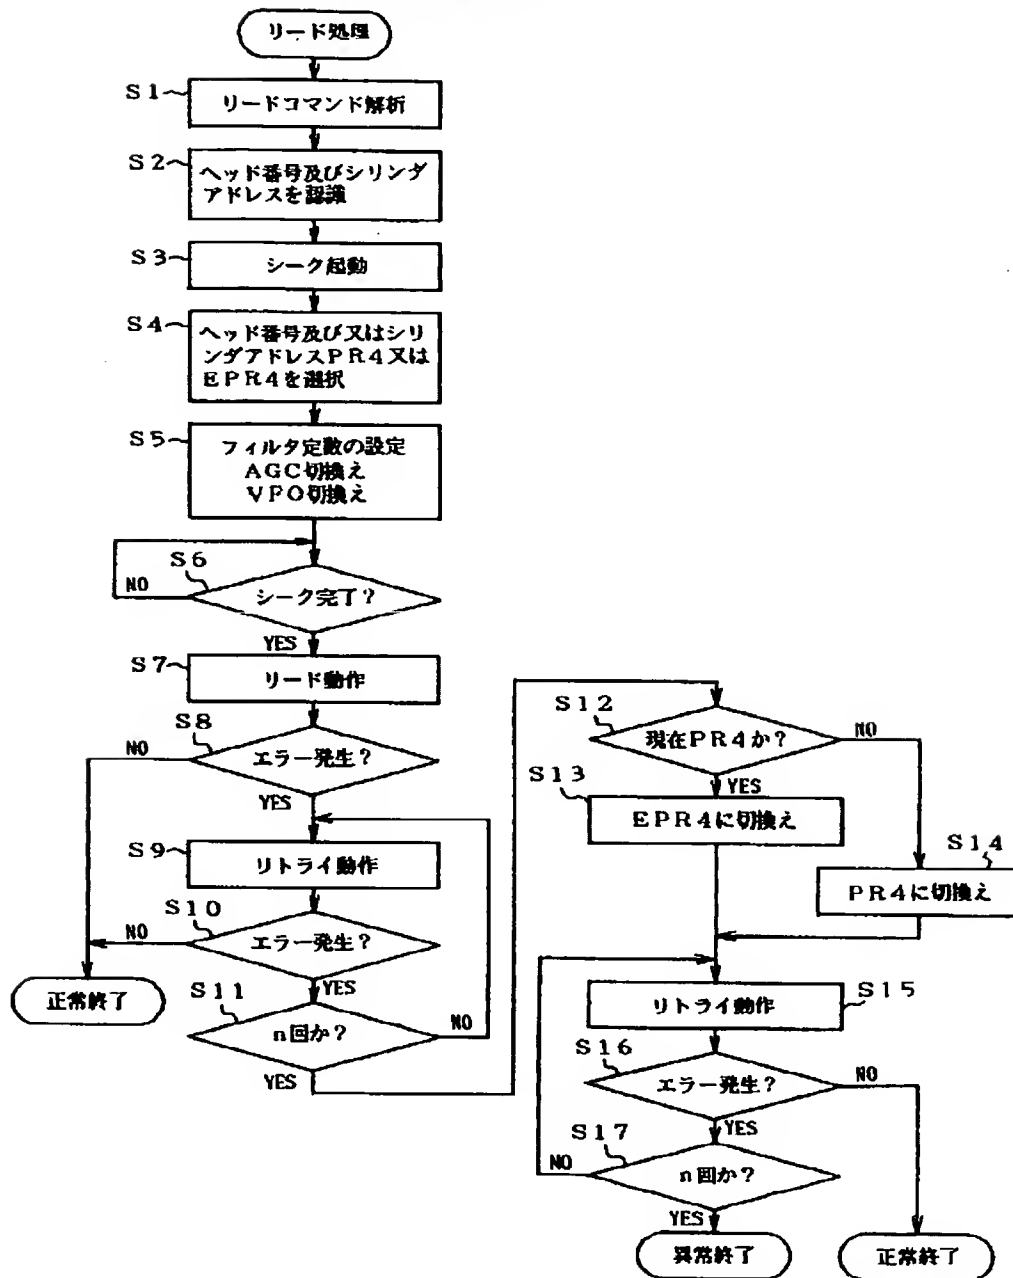 リード処理
S1
リードコマンド解析
S2
ヘッド番号及びシリンダ
アドレスを認識
S3
シーク起動
S4
ヘッド番号及び又はシリ
ンダアドレスPR4又は
EPR4を選択
S5
フィルタ定数の設定
AGC切換え
VFO切換え
S6
NO
シーク完了?
YES
S7
リード動作
S8
NO
エラー発生?
YES
S9
リトライ動作
S10
NO
エラー発生?
YES
正常終了
S11
n回か?
NO
YES
S12
現在PR4か?
NO
YES
S13
EPR4に切換え
S14
PR4に切換え
リトライ動作
S15
S16
エラー発生?
NO
YES
S17
NO
n回か?
YES
異常終了
正常終了